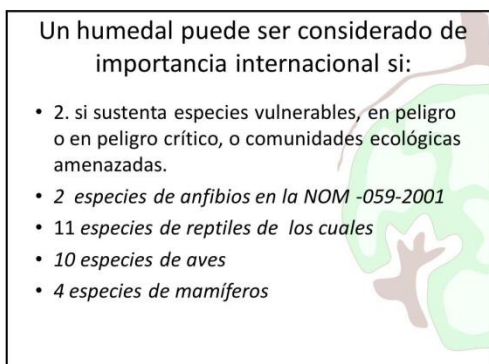 Un humedal puede ser considerado de
importancia internacional si:
• 2. si sustenta especies vulnerables, en peligro
o en peligro crítico, o comunidades ecológicas
amenazadas.
• 2 especies de anfibios en la NOM -059-2001
• 11 especies de reptiles de los cuales
• 10 especies de aves
• 4 especies de mamíferos